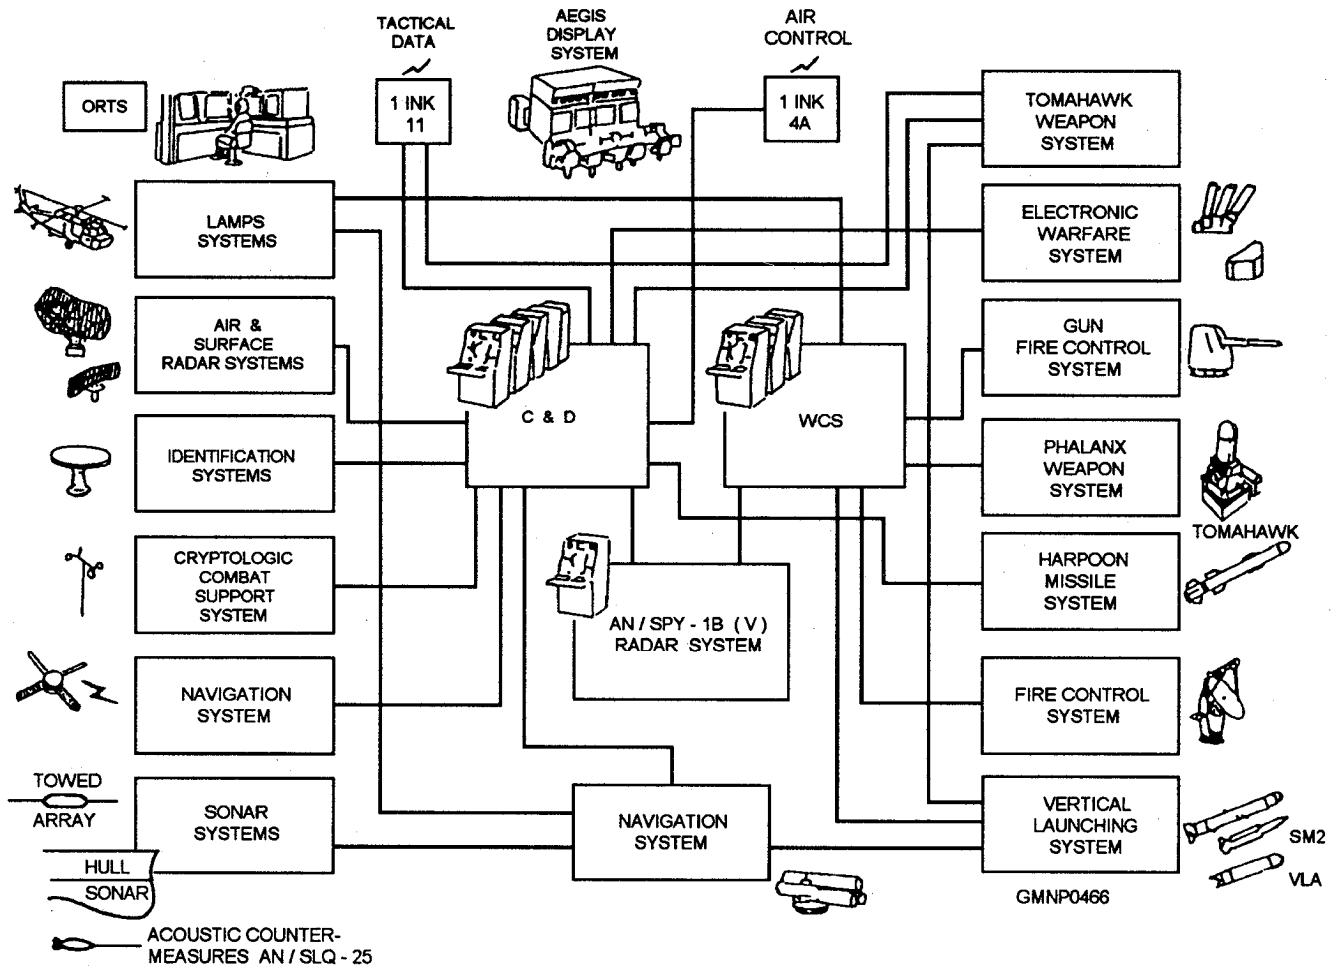 TACTICAL
DATA
AEGIS
DISPLAY
SYSTEM
AIR
CONTROL
ORTS
1 INK
11
1 INK
4A
TOMAHAWK
WEAPON
SYSTEM
LAMPS
SYSTEMS
ELECTRONIC
WARFARE
SYSTEM
AIR &
SURFACE
RADAR SYSTEMS
GUN
FIRE CONTROL
SYSTEM
C & D
WCS
IDENTIFICATION
SYSTEMS
PHALANX
WEAPON
SYSTEM
TOMAHAWK
CRYPTOLOGIC
COMBAT
SUPPORT
SYSTEM
HARPOON
MISSILE
SYSTEM
AN / SPY - 1B ( V )
RADAR SYSTEM
NAVIGATION
SYSTEM
FIRE CONTROL
SYSTEM
TOWED
ARRAY
SONAR
SYSTEMS
NAVIGATION
SYSTEM
VERTICAL
LAUNCHING
SYSTEM
SM2
VLA
HULL
SONAR
GMNP0466
ACOUSTIC COUNTER-
MEASURES AN / SLQ - 25